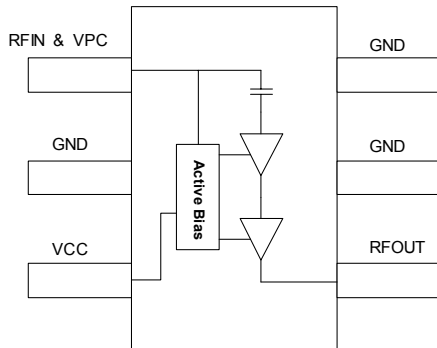 RFIN & VPC
GND
GND
GND
Active Bias
VCC
RFOUT